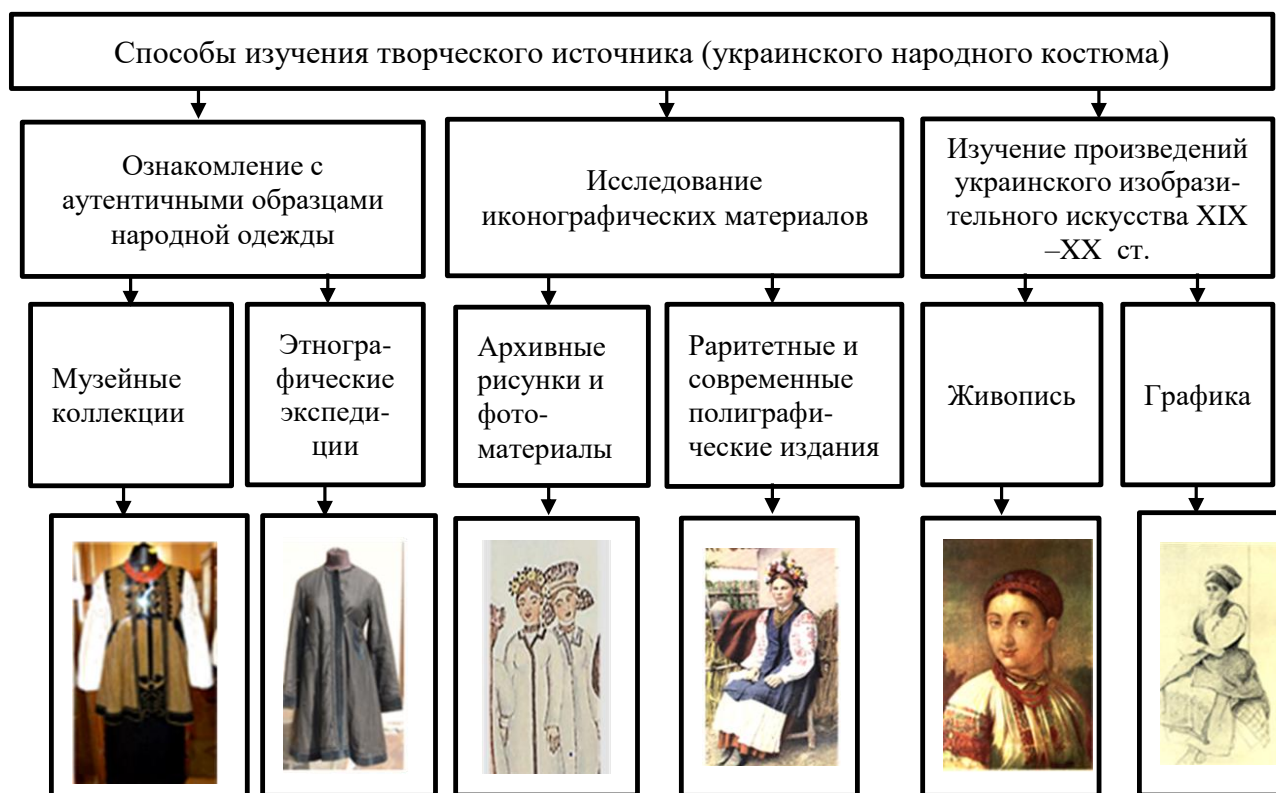 Способы изучения творческого источника (украинского народного костюма)
Ознакомление с
аутентичными образцами
народной одежды
Исследование
иконографических материалов
Изучение произведений
украинского изобрази-
тельного искусства XIX
–XX ст.
Музейные
коллекции
Этногра-
фические
экспеди-
ции
Архивные
рисунки и
фото-
материалы
Раритетные и
современные
полиграфи-
ческие издания
Живопись
Графика